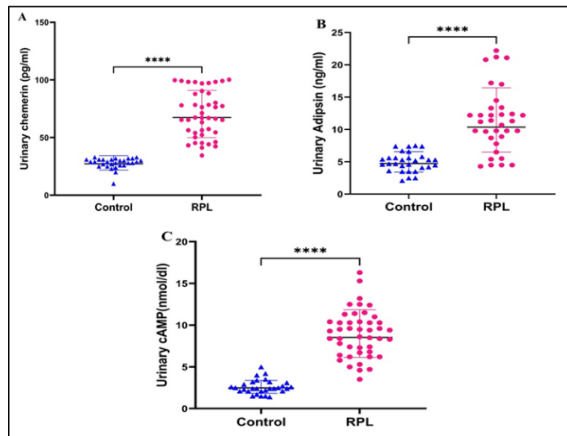 A
Urinary chemerin (pg/ml)
150
100
50
0
****
Control
RPL
B
Urinary Adipsin (ng/ml)
25
20
15
10
5
0
****
Control
RPL
C
Urinary cAMP(nmol/dl)
20
15
10
5
0
****
Control
RPL